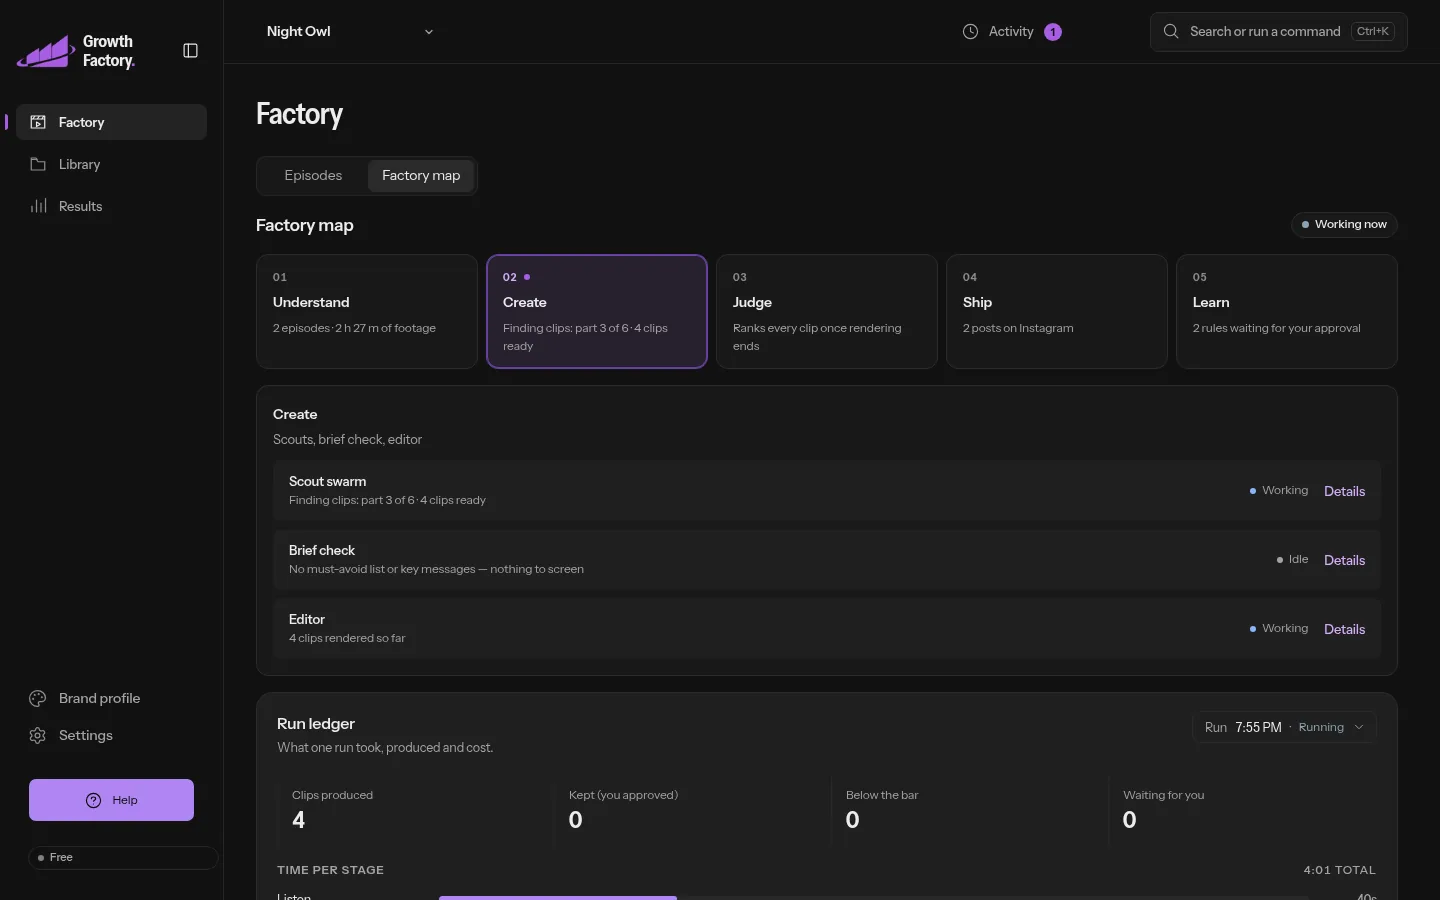 Growth
Factory.
Night Owl
Activity 1
Search or run a command Ctrl+K
Factory
Library
Results
Factory
Episodes
Factory map
Factory map
Working now
01
Understand
2 episodes · 2 h 27 m of footage
02
Create
Finding clips: part 3 of 6 · 4 clips
ready
03
Judge
Ranks every clip once rendering
ends
04
Ship
2 posts on Instagram
05
Learn
2 rules waiting for your approval
Create
Scouts, brief check, editor
Scout swarm
Finding clips: part 3 of 6 · 4 clips ready
Working
Details
Brief check
No must-avoid list or key messages — nothing to screen
Idle
Details
Editor
4 clips rendered so far
Working
Details
Brand profile
Settings
Help
Free
Run ledger
What one run took, produced and cost.
Run 7:55 PM · Running
Clips produced
4
Kept (you approved)
0
Below the bar
0
Waiting for you
0
TIME PER STAGE
4:01 TOTAL
Listen
40s